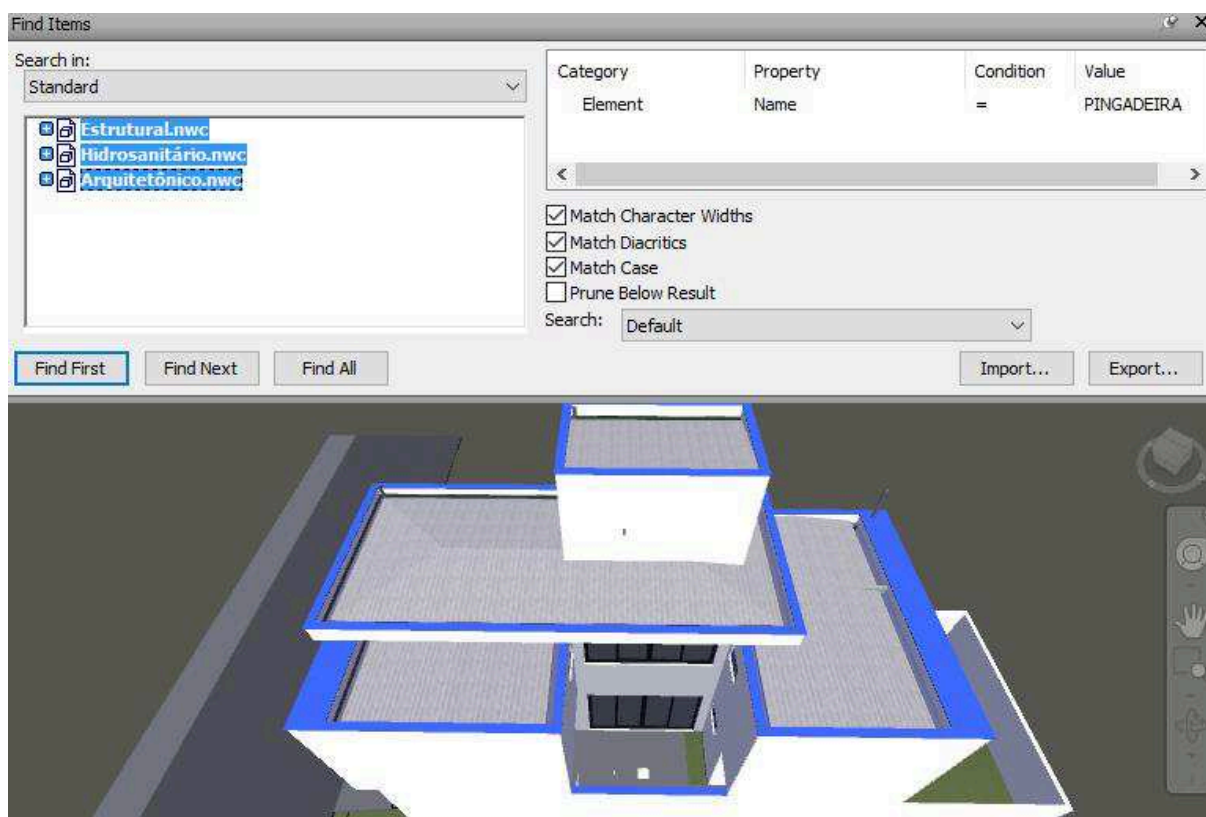 Find Items
Search in:
Standard
Estrutural.nwc
Hidrosanitário.nwc
Arquitetônico.nwc
Category Property Condition Value
Element Name = PINGADEIRA
Match Character Widths
Match Diacritics
Match Case
Prune Below Result
Search: Default
Find First Find Next Find All Import... Export...